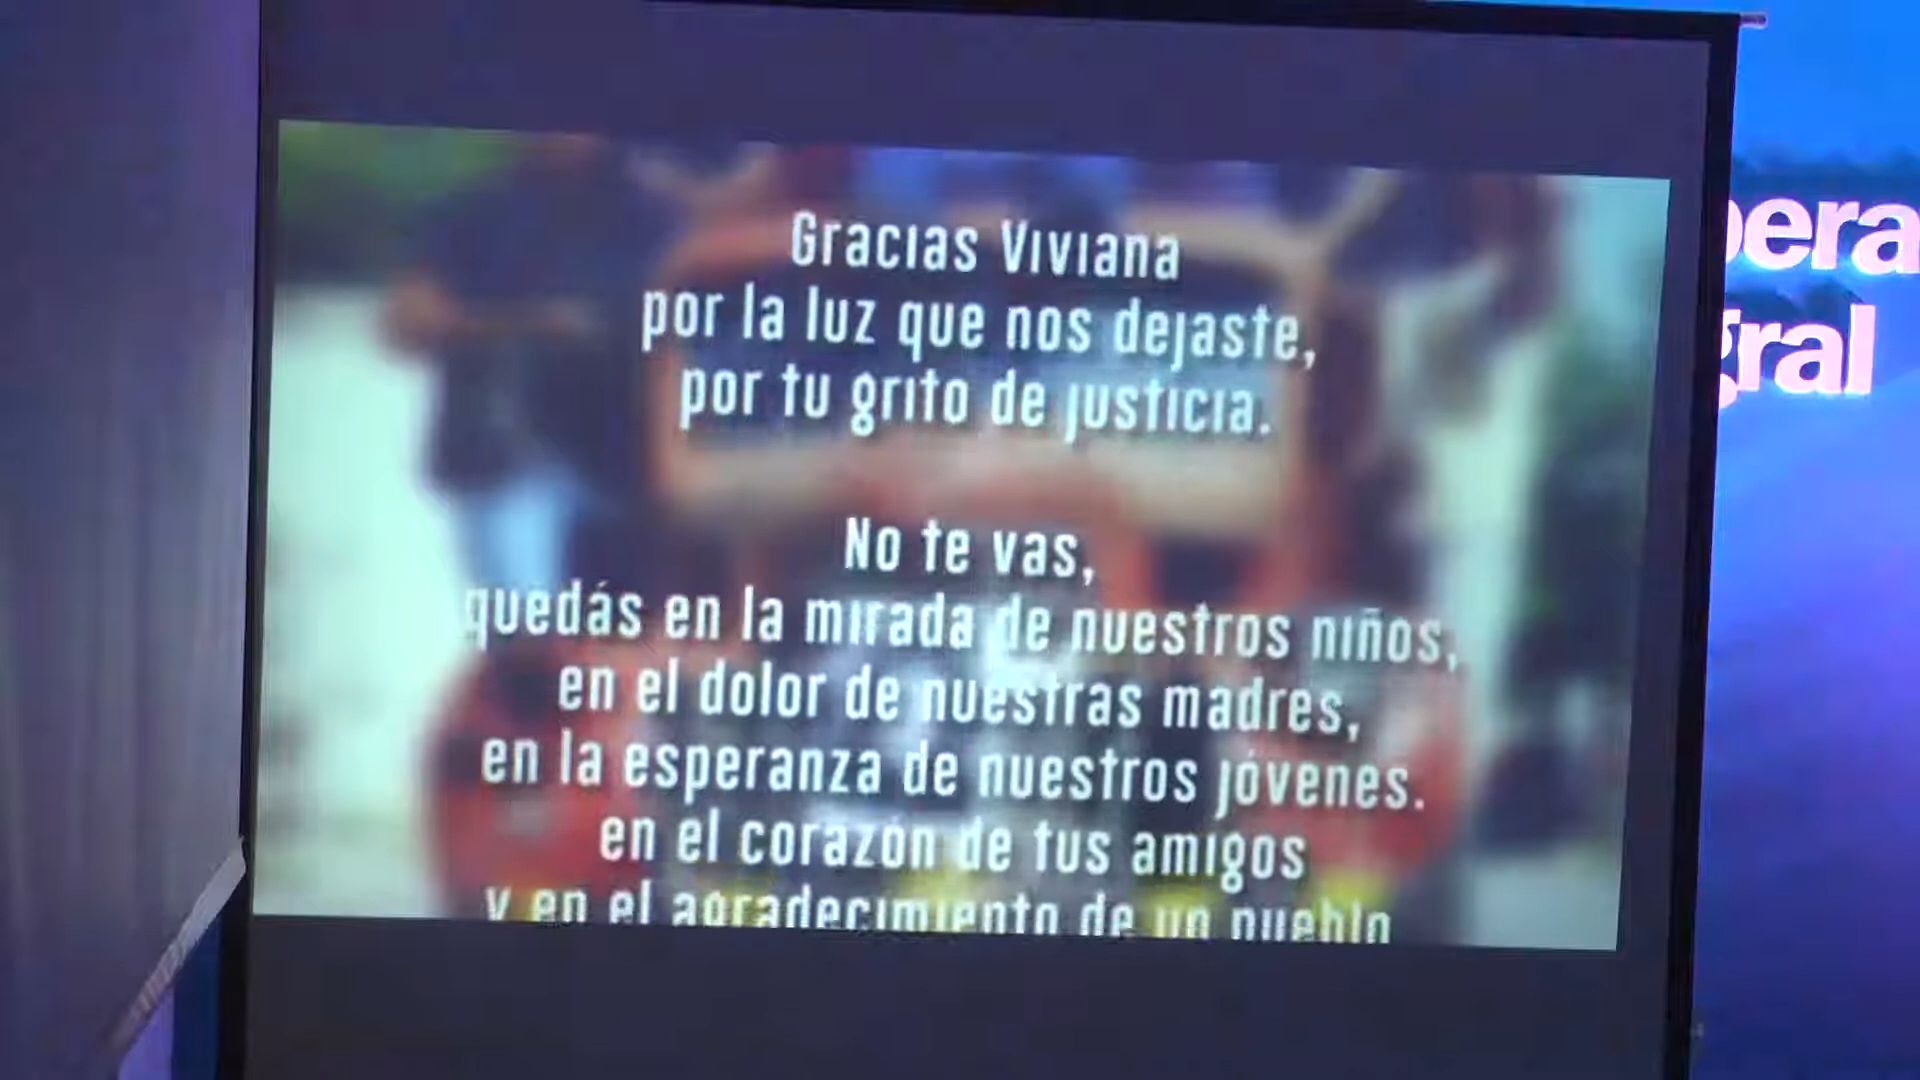 Gracias Viviana
por la luz que nos dejaste,
por tu grito de justicia.
No te vas,
quedás en la mirada de nuestros niños,
en el dolor de nuestras madres,
en la esperanza de nuestros jóvenes.
en el corazón de tus amigos
y en el agradecimiento de un pueblo
pera
gral